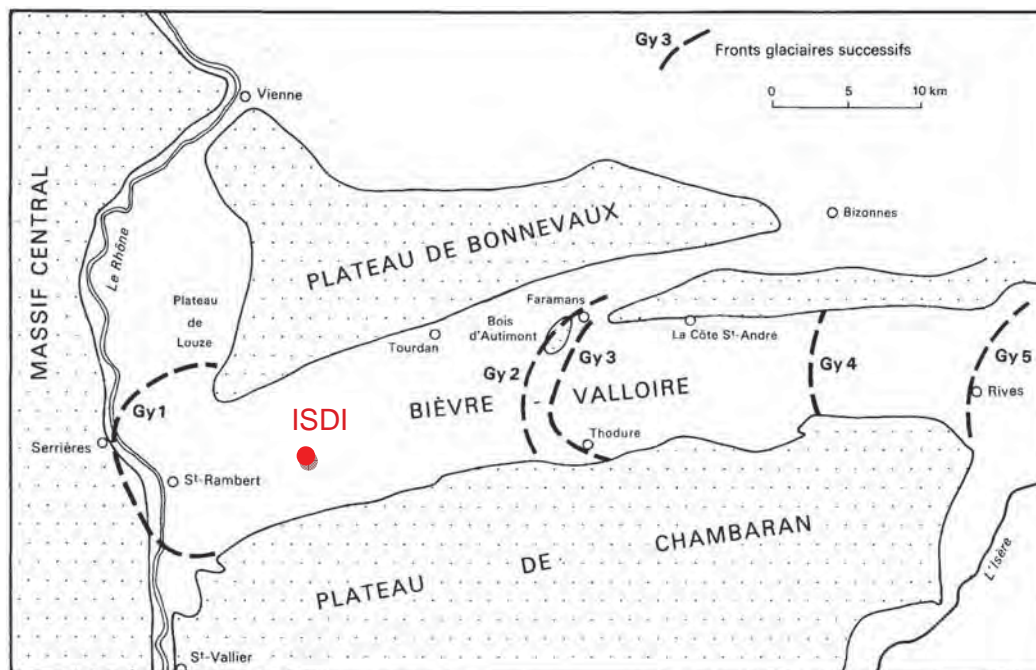 Gy 3
Fronts glaciaires successifs
0 5 10 km
Vienne
MASSIF CENTRAL
Le Rhône
Bizonnes
PLATEAU DE BONNEVAUX
Plateau
de
Louze
Faramans
Bois
d'Autimont
Tourdan
La Côte St-André
Gy 3
Gy 4
Gy 5
Gy 2
Gy 1
Rives
BIÈVRE - VALLOIRE
ISDI
Serrières
Thodure
St-Rambert
PLATEAU DE CHAMBARAN
L'Isère
St-Vallier